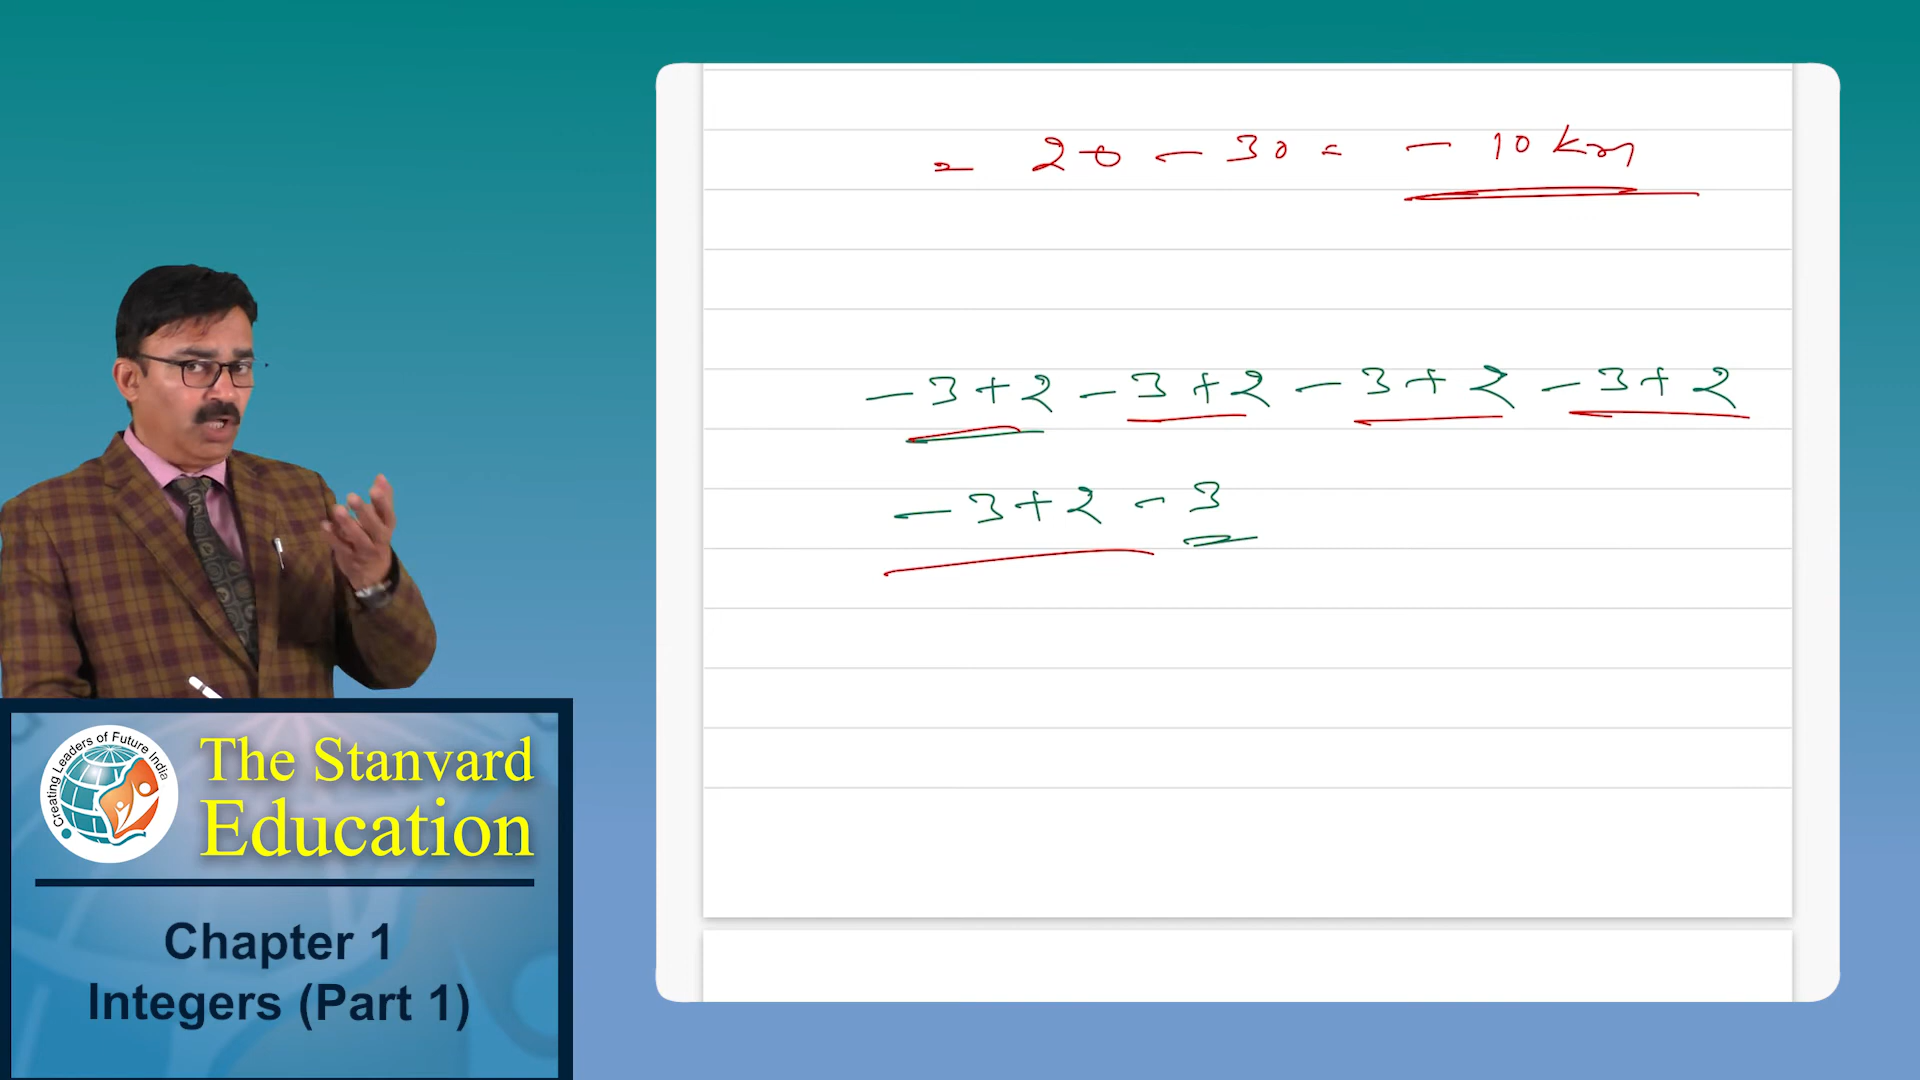 = 20 - 30 = - 10 km
- 3 + 2 - 3 + 2 - 3 + 2 - 3 + 2
- 3 + 2 - 3
Creating Leaders of Future India
The Stanvard
Education
Chapter 1
Integers (Part 1)